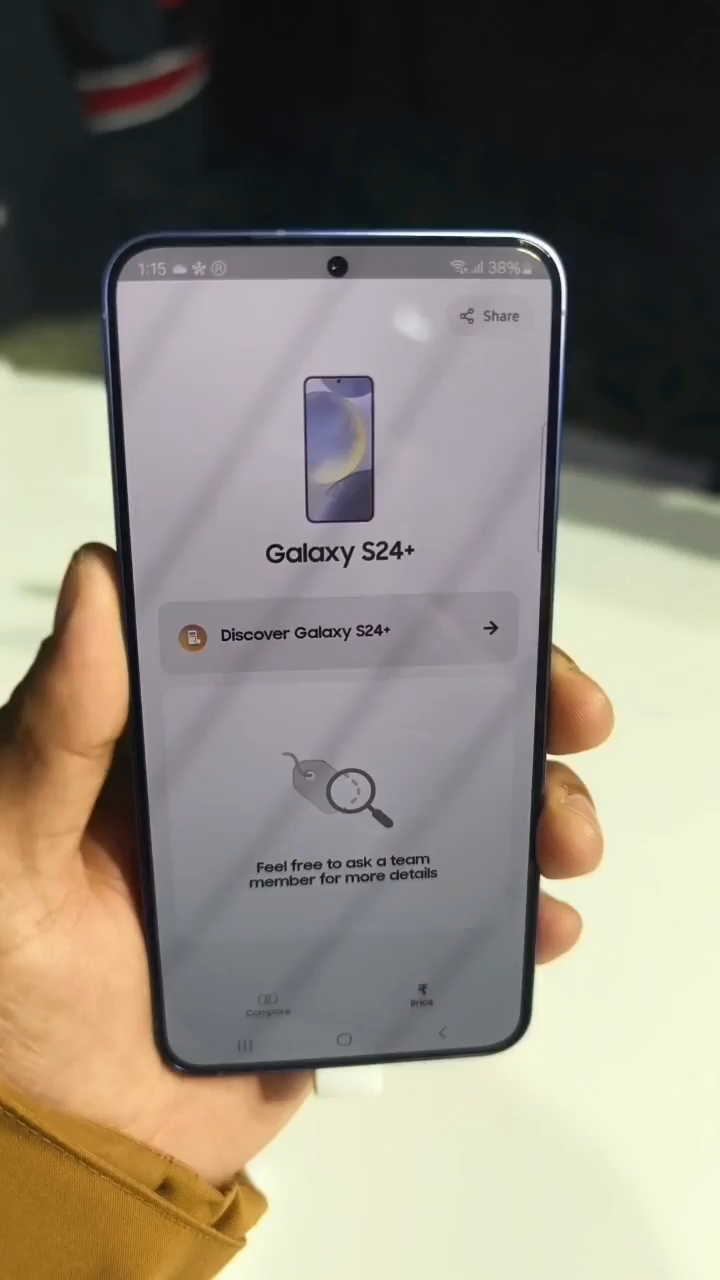 1:15 38%
Share
Galaxy S24+
Discover Galaxy S24+
Feel free to ask a team
member for more details
Compare
₹
Price